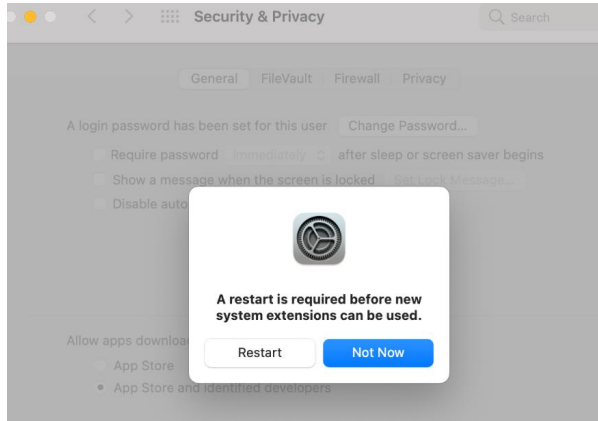 Security & Privacy
Search
General FileVault Firewall Privacy
A login password has been set for this user Change Password...
Require password immediately after sleep or screen saver begins
Show a message when the screen is locked Set Lock Message...
Disable auto
A restart is required before new
system extensions can be used.
Restart Not Now
Allow apps downloa
App Store
App Store and identified developers